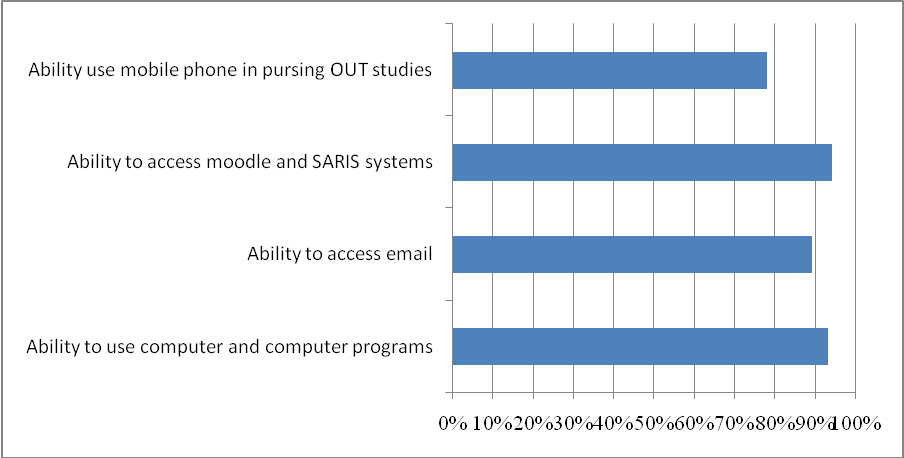 Ability use mobile phone in pursing OUT studies
Ability to access moodle and SARIS systems
Ability to access email
Ability to use computer and computer programs
0% 10% 20% 30% 40% 50% 60% 70% 80% 90% 100%